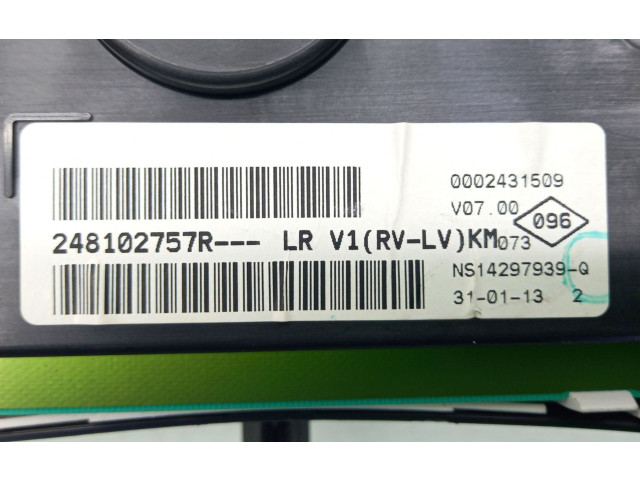 0002431509
V07.00
096
248102757R--- LR V1(RV-LV)KM
073
NS14297939-Q
31-01-13 2